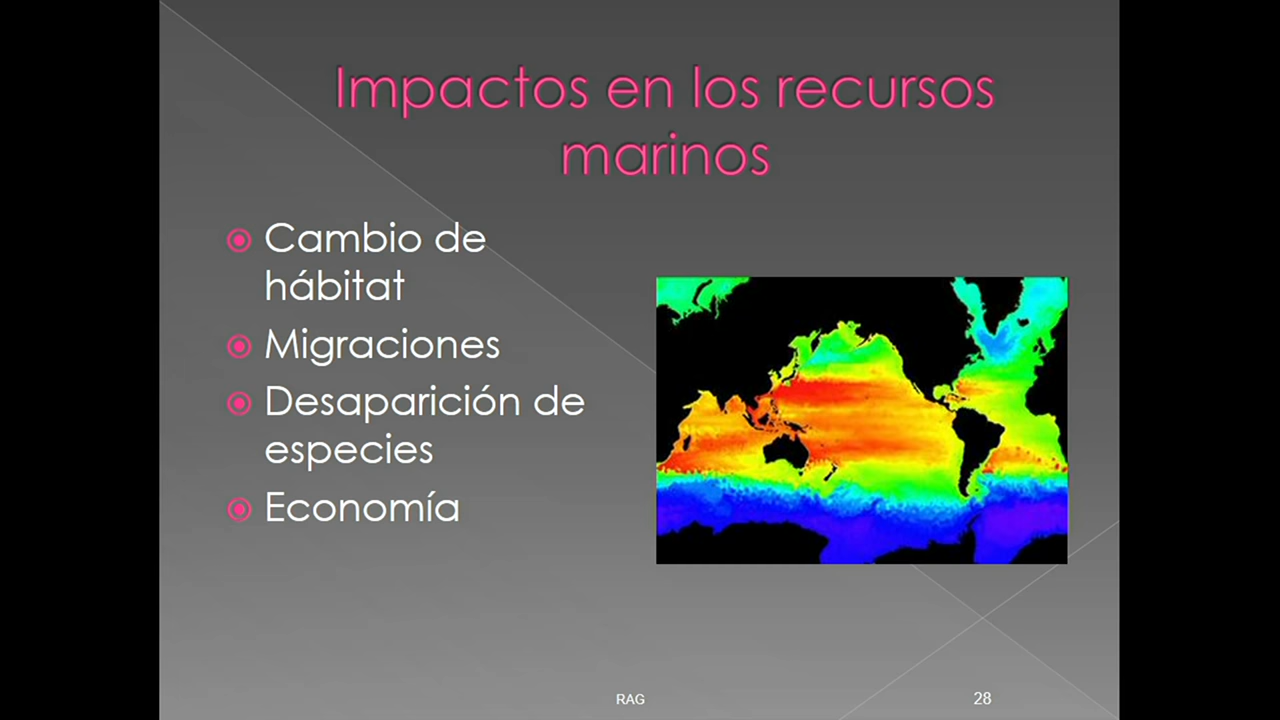 Impactos en los recursos
marinos
Cambio de
hábitat
Migraciones
Desaparición de
especies
Economía
RAG
28